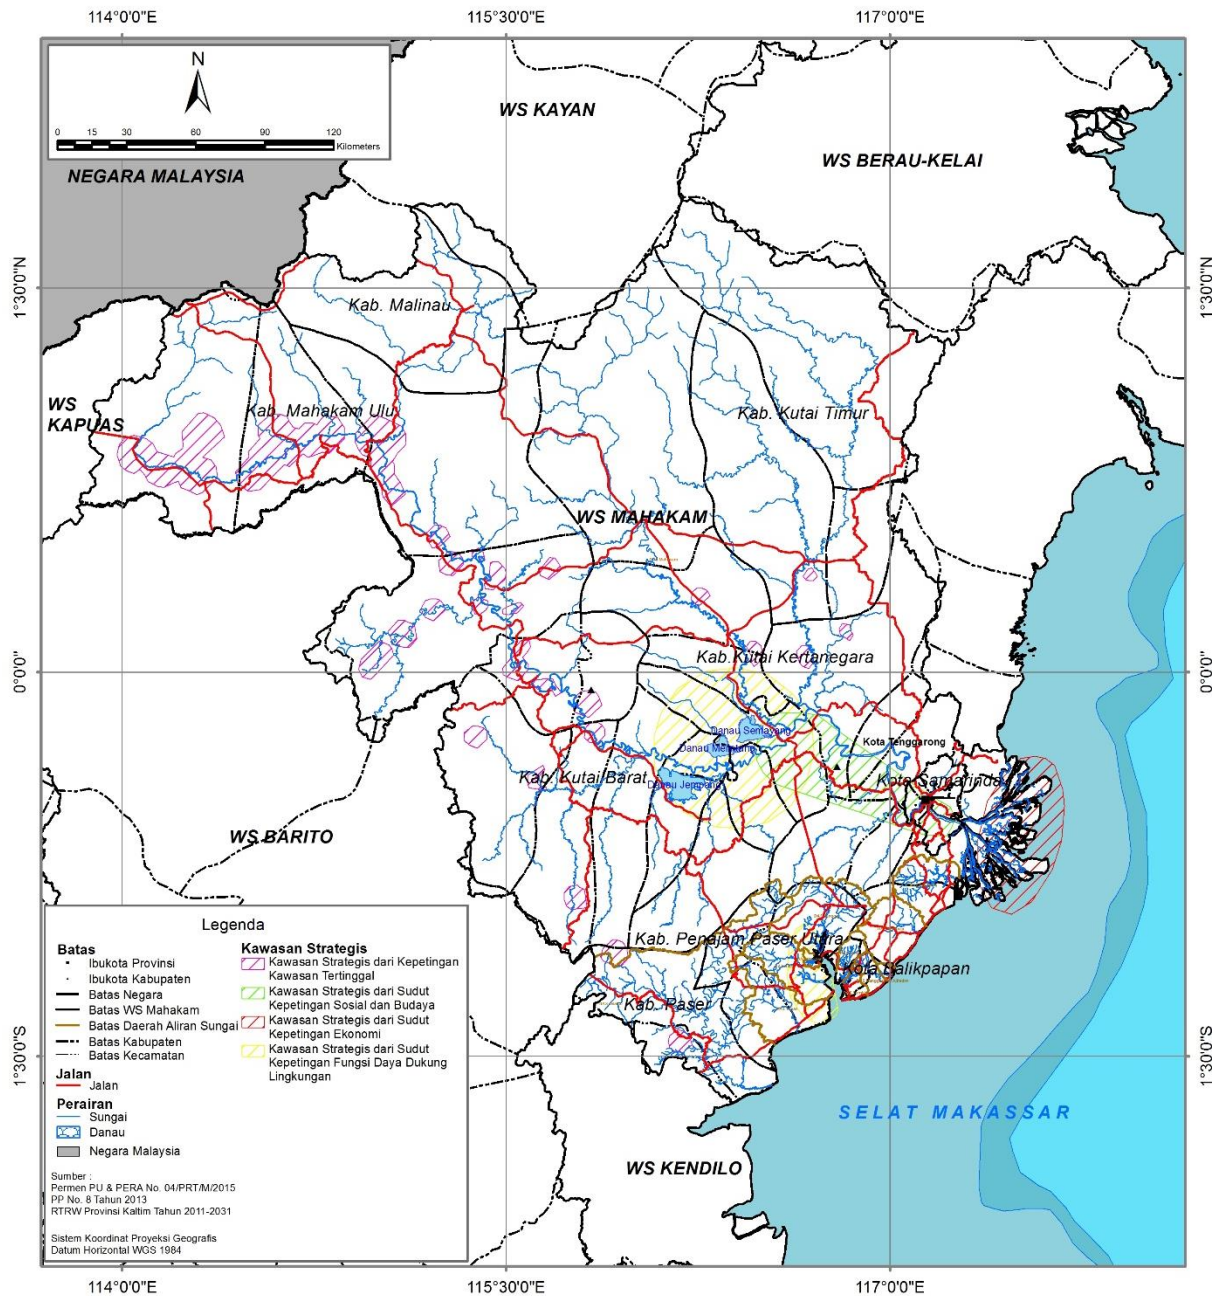 114°0'0"E
115°30'0"E
117°0'0"E
N
0 15 30 60 90 120
Kilometers
NEGARA MALAYSIA
WS KAYAN
WS BERAU-KELAI
1°30'0"N
1°30'0"N
Kab. Malinau
WS
KAPUAS
Kab. Mahakam Ulu
Kab. Kutai Timur
WS MAHAKAM
0°0'0"
0°0'0"
Kab.Kutai Kertanegara
Danau Semayang
Danau Melintang
Kota Tenggarong
Kab. Kutai Barat
Danau Jempang
Kota Samarinda
WS BARITO
Kab. Penajam Paser Utara
Kota Balikpapan
Kab. Paser
1°30'0"S
1°30'0"S
SELAT MAKASSAR
WS KENDILO
Legenda
Batas
Ibukota Provinsi
Ibukota Kabupaten
Batas Negara
Batas WS Mahakam
Batas Daerah Aliran Sungai
Batas Kabupaten
Batas Kecamatan
Jalan
Jalan
Perairan
Sungai
Danau
Negara Malaysia
Kawasan Strategis
Kawasan Strategis dari Kepetingan
Kawasan Tertinggal
Kawasan Strategis dari Sudut
Kepetingan Sosial dan Budaya
Kawasan Strategis dari Sudut
Kepetingan Ekonomi
Kawasan Strategis dari Sudut
Kepetingan Fungsi Daya Dukung
Lingkungan
Sumber :
Permen PU & PERA No. 04/PRT/M/2015
PP No. 8 Tahun 2013
RTRW Provinsi Kaltim Tahun 2011-2031
Sistem Koordinat Proyeksi Geografis
Datum Horizontal WGS 1984
114°0'0"E
115°30'0"E
117°0'0"E